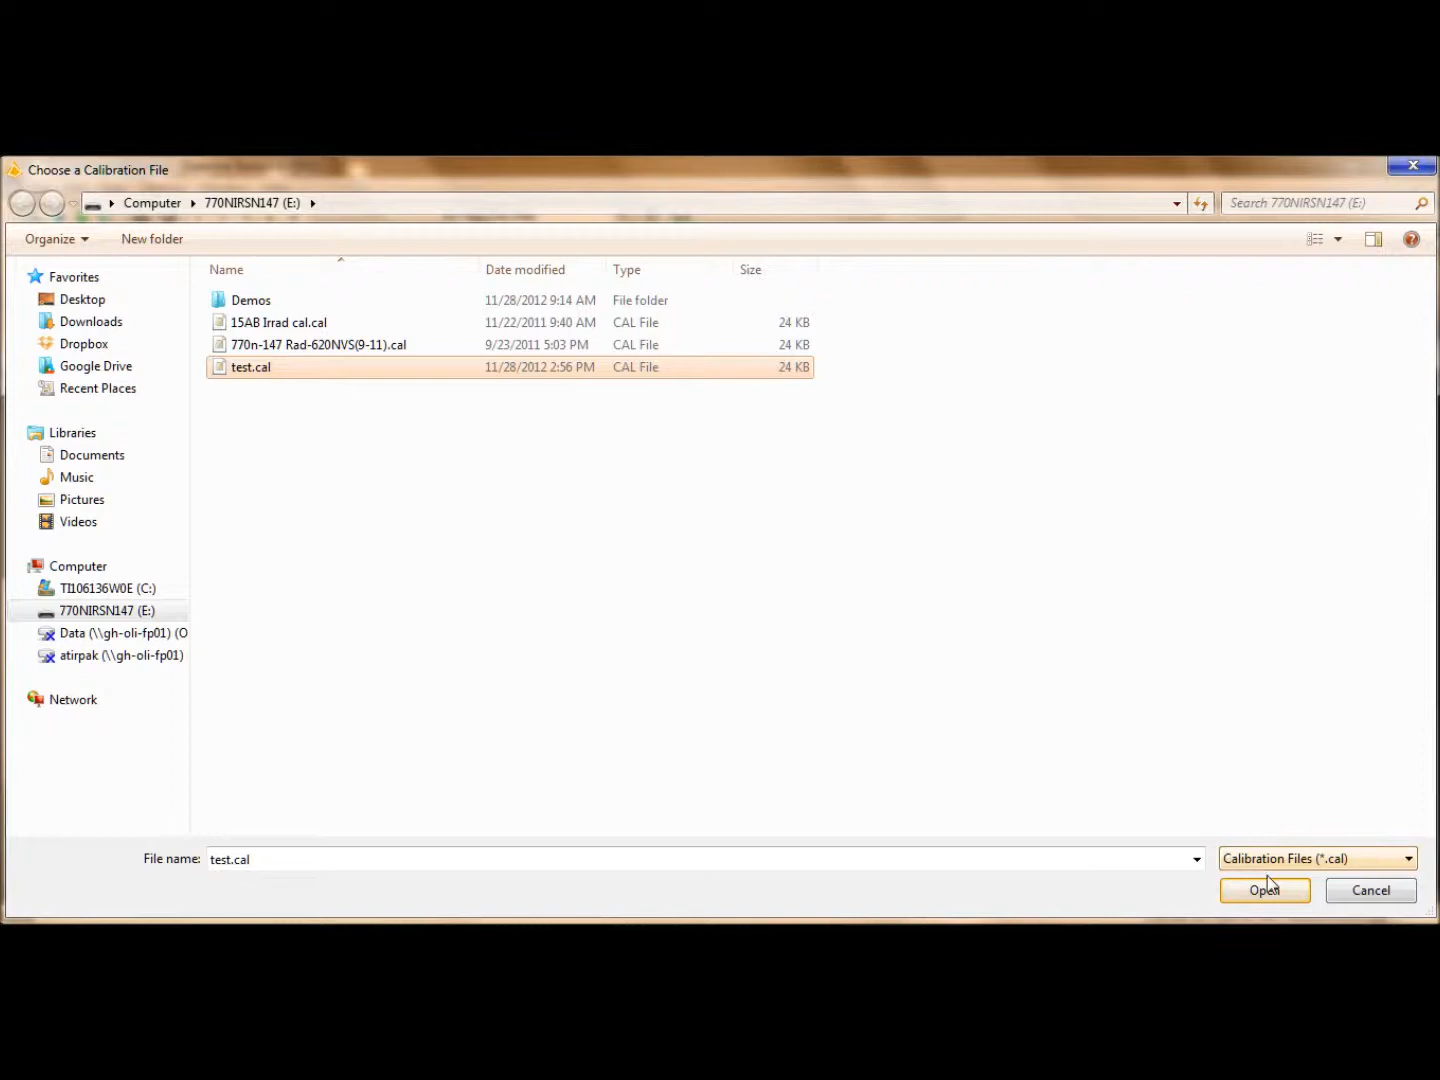 Choose a Calibration File
Computer 770NIRSN147 (E:)
Search 770NIRSN147 (E:)
Organize New folder
Name Date modified Type Size
Demos 11/28/2012 9:14 AM File folder
15AB Irrad cal.cal 11/22/2011 9:40 AM CAL File 24 KB
770n-147 Rad-620NVS(9-11).cal 9/23/2011 5:03 PM CAL File 24 KB
test.cal 11/28/2012 2:56 PM CAL File 24 KB
Favorites
Desktop
Downloads
Dropbox
Google Drive
Recent Places
Libraries
Documents
Music
Pictures
Videos
Computer
TI106136W0E (C:)
770NIRSN147 (E:)
Data (\\gh-oli-fp01) (O
atirpak (\\gh-oli-fp01)
Network
File name: test.cal Calibration Files (*.cal)
Open Cancel